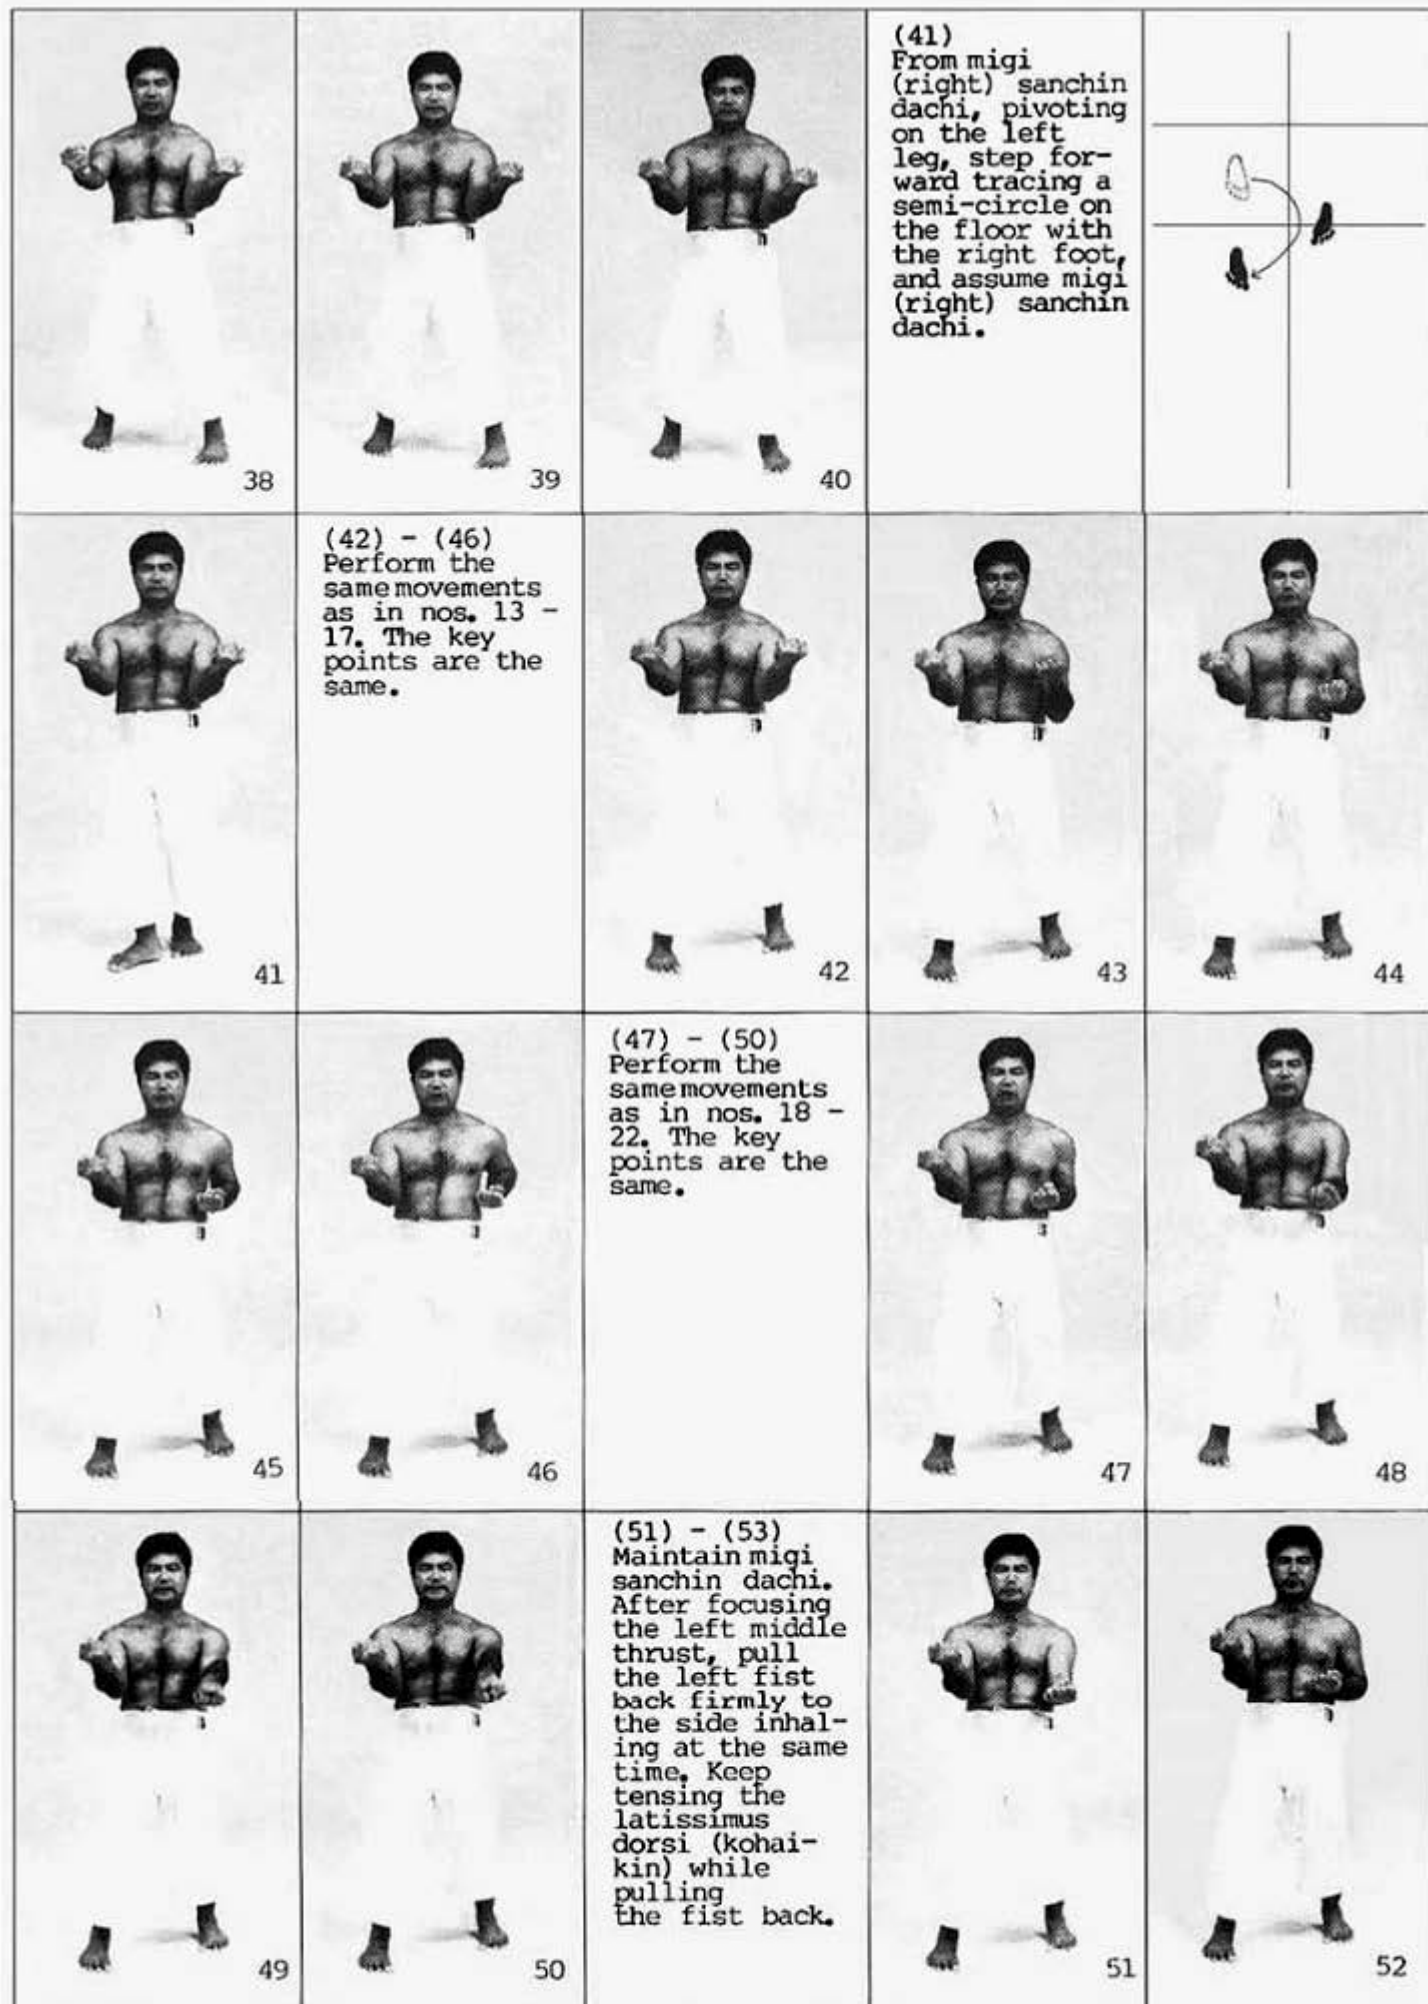 (41)
From migi
(right) sanchin
dachi, pivoting
on the left
leg, step for-
ward tracing a
semi-circle on
the floor with
the right foot,
and assume migi
(right) sanchin
dachi.
38
39
40
(42) - (46)
Perform the
same movements
as in nos. 13 -
17. The key
points are the
same.
41
42
43
44
(47) - (50)
Perform the
same movements
as in nos. 18 -
22. The key
points are the
same.
45
46
47
48
(51) - (53)
Maintain migi
sanchin dachi.
After focusing
the left middle
thrust, pull
the left fist
back firmly to
the side inhal-
ing at the same
time. Keep
tensing the
latissimus
dorsi (kohai-
kin) while
pulling
the fist back.
49
50
51
52